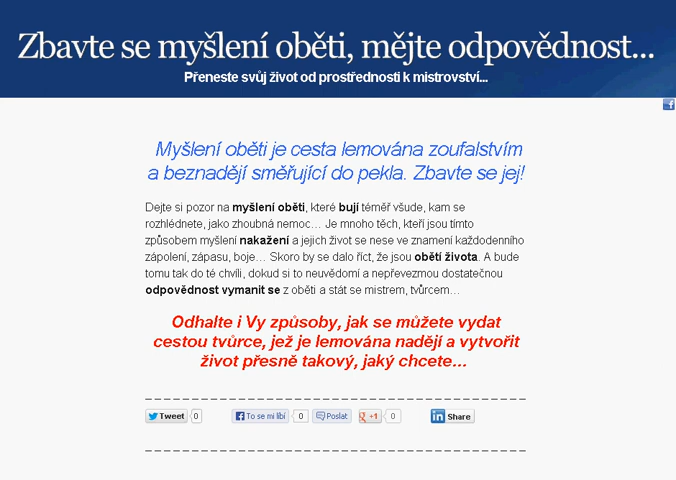 Zbavte se myšlení oběti, mějte odpovědnost...
Přeneste svůj život od prostřednosti k mistrovství...
Myšlení oběti je cesta lemována zoufalstvím
a beznadějí směřující do pekla. Zbavte se jej!
Dejte si pozor na myšlení oběti, které bují téměř všude, kam se
rozhlédnete, jako zhoubná nemoc… Je mnoho těch, kteří jsou tímto
způsobem myšlení nakažení a jejich život se nese ve znamení každodenního
zápolení, zápasu, boje… Skoro by se dalo říct, že jsou obětí života. A bude
tomu tak do té chvíli, dokud si to neuvědomí a nepřevezmou dostatečnou
odpovědnost vymanit se z oběti a stát se mistrem, tvůrcem…
Odhalte i Vy způsoby, jak se můžete vydat
cestou tvůrce, jež je lemována nadějí a vytvořit
život přesně takový, jaký chcete…
Tweet 0 To se mi líbí 0 Poslat +1 0 Share